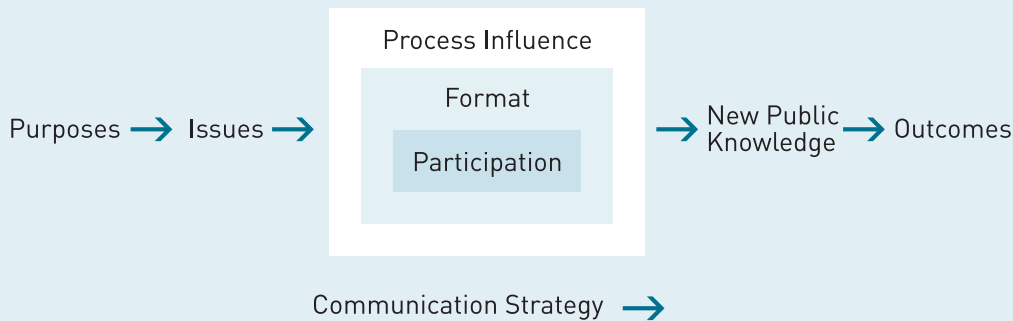 Process Influence
Format
Purposes
Issues
Participation
New Public
Knowledge
Outcomes
Communication Strategy